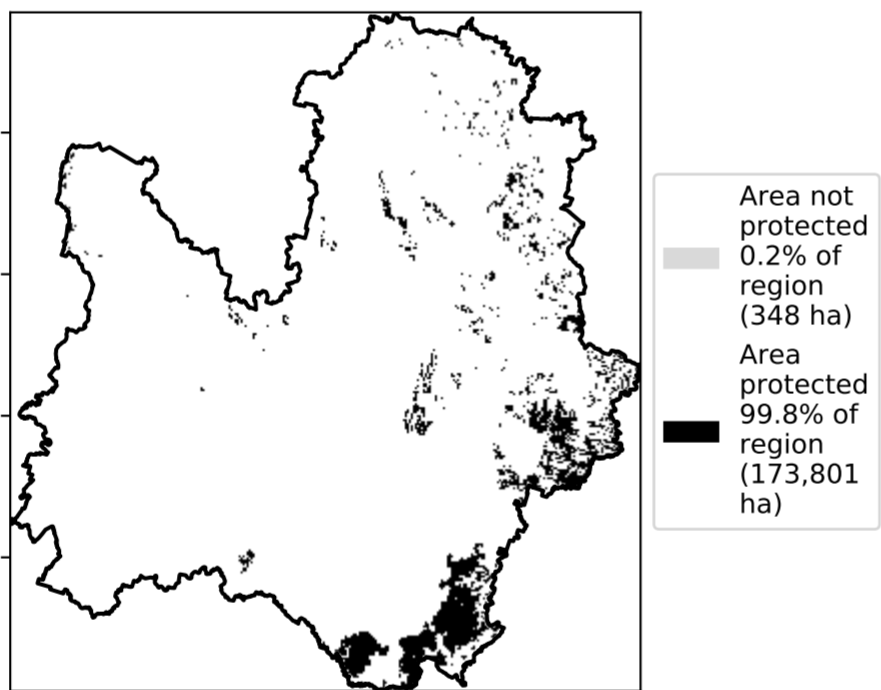 Area not
protected
0.2% of
region
(348 ha)
Area
protected
99.8% of
region
(173,801
ha)